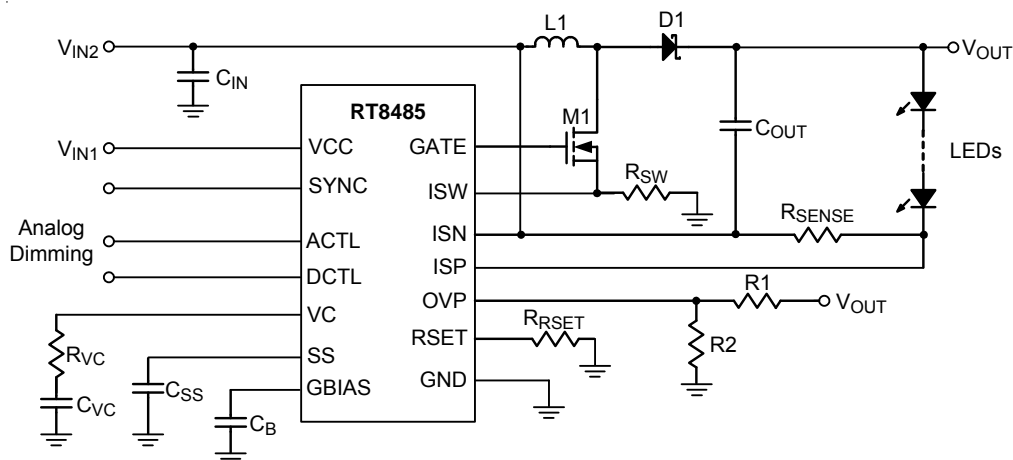 L1
D1
VIN2
VOUT
CIN
RT8485
M1
COUT
LEDs
VIN1
VCC
GATE
SYNC
ISW
RSW
Analog
Dimming
ACTL
ISN
RSENSE
DCTL
ISP
VC
OVP
R1
VOUT
RVC
RSET
RRSET
R2
SS
CSS
GND
CVC
GBIAS
CB